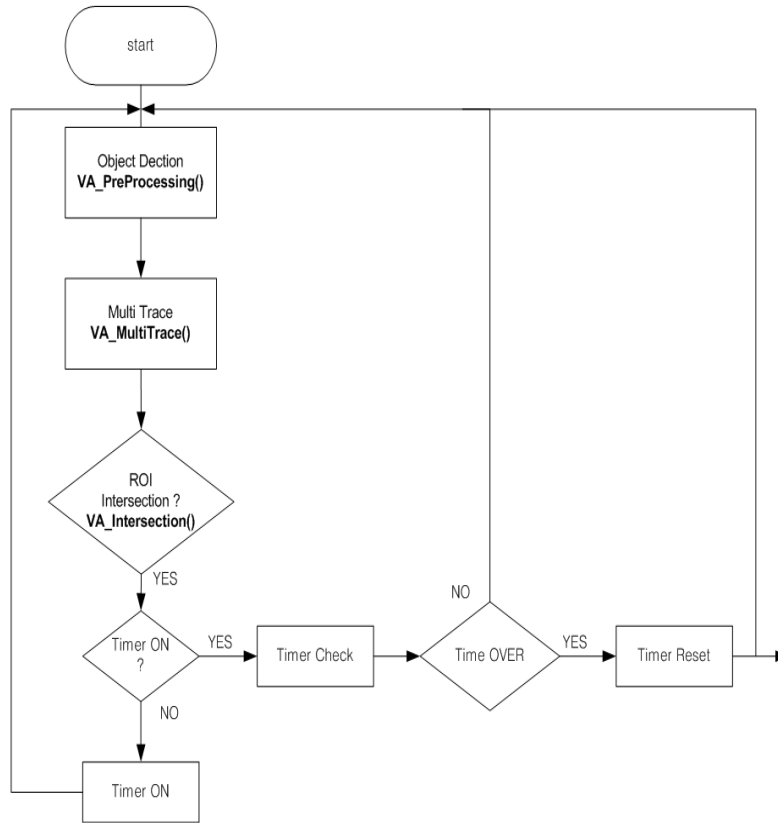 start
Object Dection
VA_PreProcessing()
Multi Trace
VA_MultiTrace()
ROI
Intersection ?
VA_Intersection()
YES
Timer ON
?
YES
Timer Check
NO
Time OVER
YES
Timer Reset
NO
Timer ON